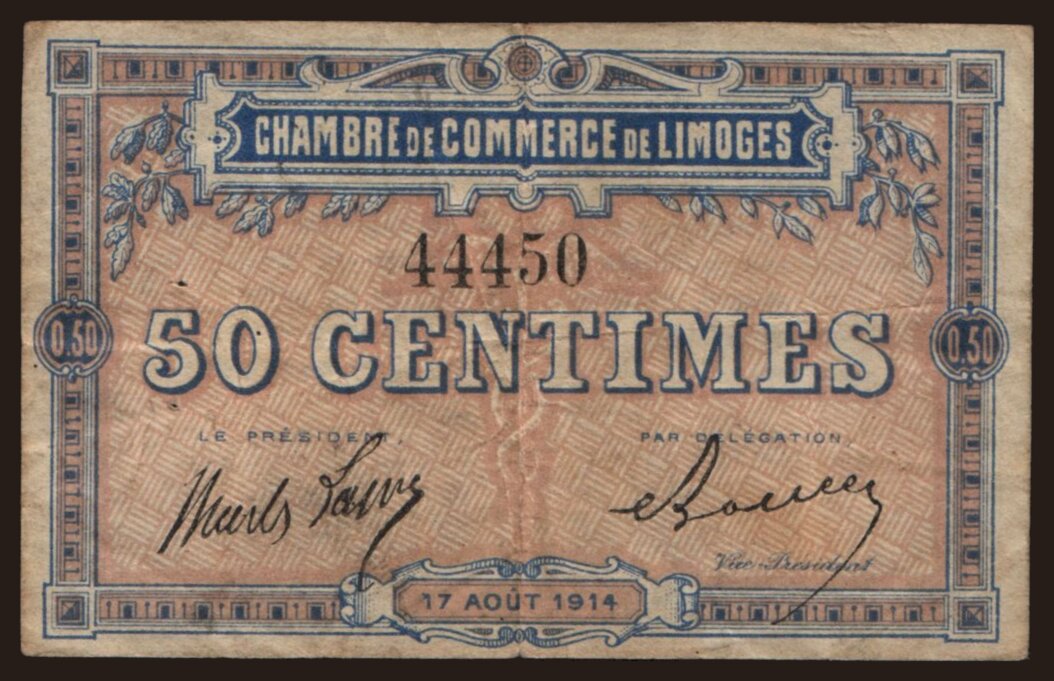 CHAMBRE DE COMMERCE DE LIMOGES
44450
0.50 50 CENTIMES 0.50
LE PRÉSIDENT, PAR DÉLÉGATION,
Vice-Président
17 AOÛT 1914